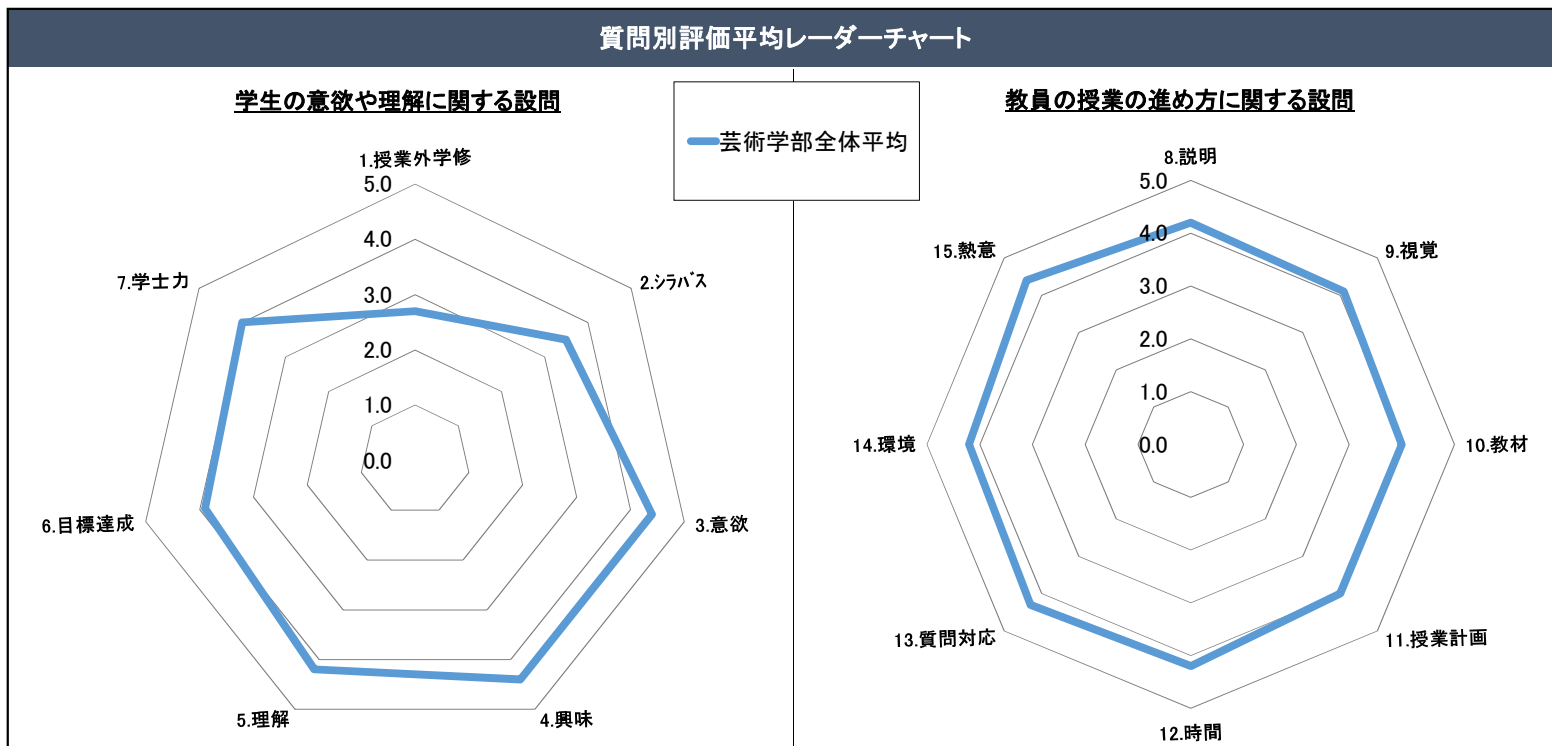 質問別評価平均レーダーチャート
学生の意欲や理解に関する設問
芸術学部全体平均
教員の授業の進め方に関する設問
1.授業外学修
5.0
4.0
3.0
2.0
1.0
0.0
2.ｼﾗﾊﾞｽ
3.意欲
4.興味
5.理解
6.目標達成
7.学士力
8.説明
5.0
4.0
3.0
2.0
1.0
0.0
9.視覚
10.教材
11.授業計画
12.時間
13.質問対応
14.環境
15.熱意